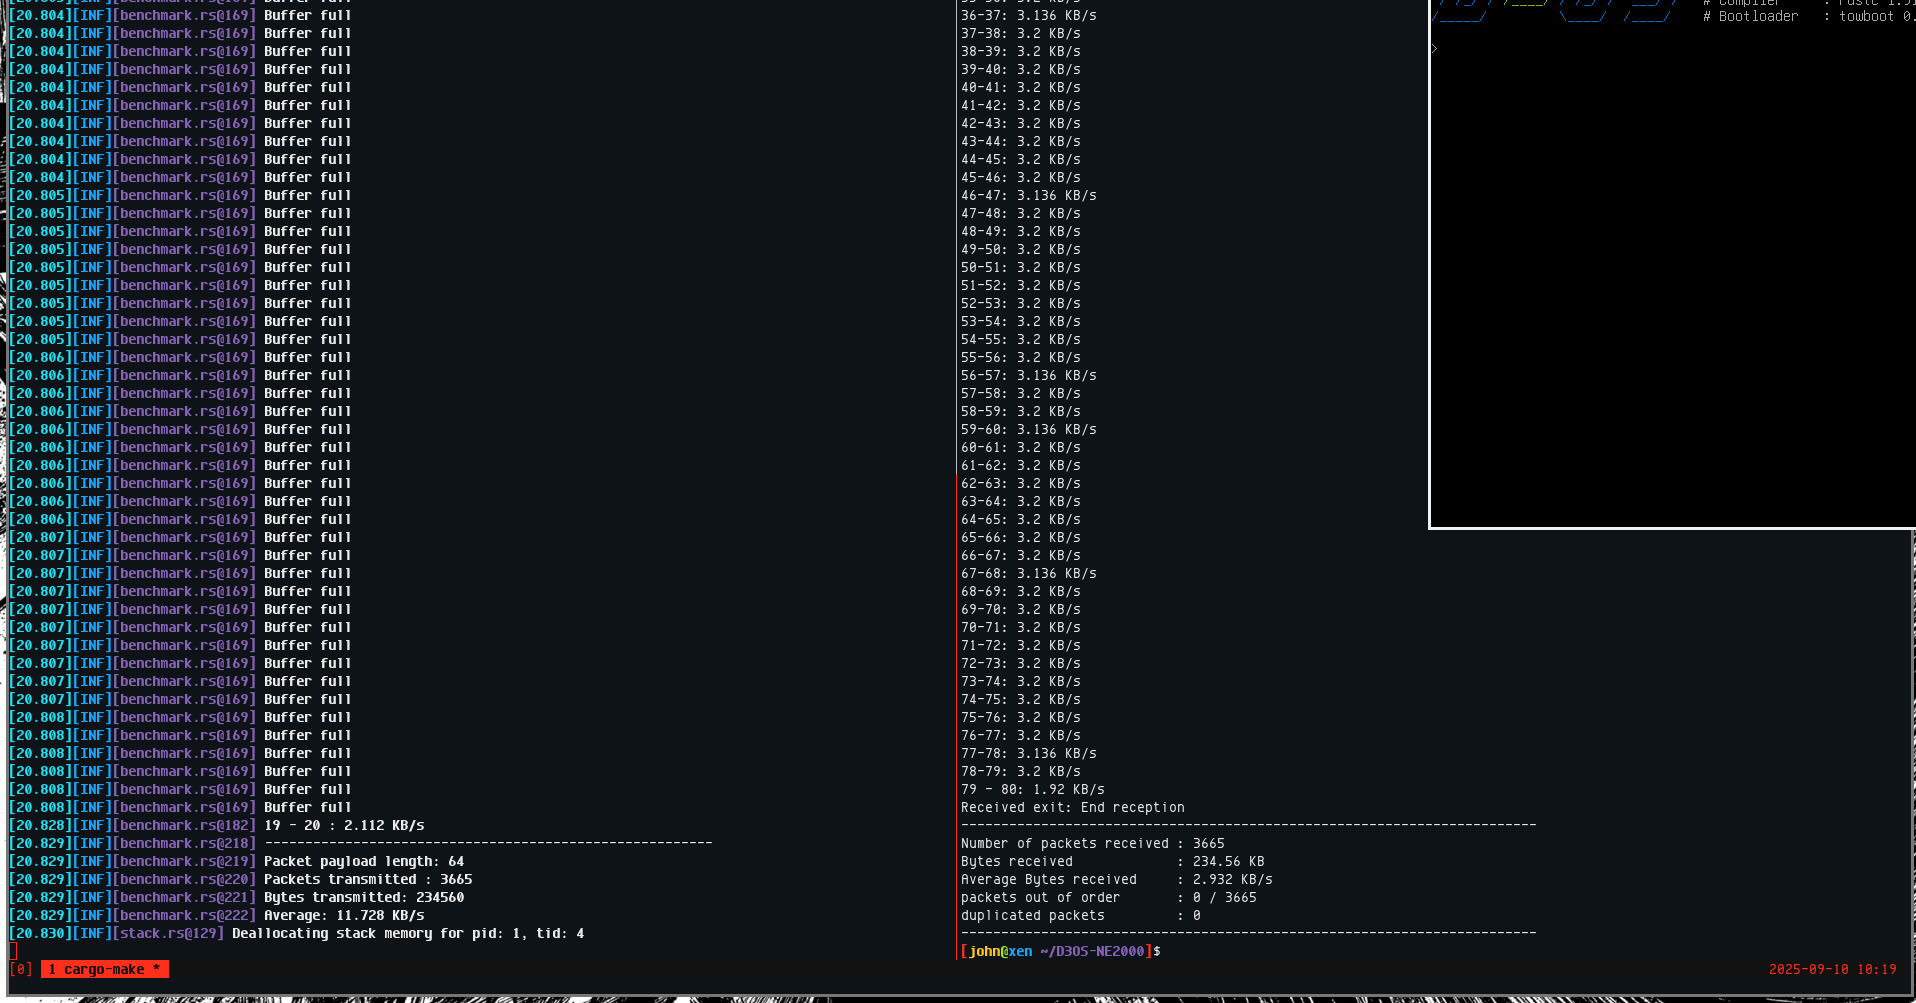 [20.803][INF][benchmark.rs@169] Buffer full
[20.804][INF][benchmark.rs@169] Buffer full
[20.804][INF][benchmark.rs@169] Buffer full
[20.804][INF][benchmark.rs@169] Buffer full
[20.804][INF][benchmark.rs@169] Buffer full
[20.804][INF][benchmark.rs@169] Buffer full
[20.804][INF][benchmark.rs@169] Buffer full
[20.804][INF][benchmark.rs@169] Buffer full
[20.804][INF][benchmark.rs@169] Buffer full
[20.804][INF][benchmark.rs@169] Buffer full
[20.804][INF][benchmark.rs@169] Buffer full
[20.805][INF][benchmark.rs@169] Buffer full
[20.805][INF][benchmark.rs@169] Buffer full
[20.805][INF][benchmark.rs@169] Buffer full
[20.805][INF][benchmark.rs@169] Buffer full
[20.805][INF][benchmark.rs@169] Buffer full
[20.805][INF][benchmark.rs@169] Buffer full
[20.805][INF][benchmark.rs@169] Buffer full
[20.805][INF][benchmark.rs@169] Buffer full
[20.805][INF][benchmark.rs@169] Buffer full
[20.806][INF][benchmark.rs@169] Buffer full
[20.806][INF][benchmark.rs@169] Buffer full
[20.806][INF][benchmark.rs@169] Buffer full
[20.806][INF][benchmark.rs@169] Buffer full
[20.806][INF][benchmark.rs@169] Buffer full
[20.806][INF][benchmark.rs@169] Buffer full
[20.806][INF][benchmark.rs@169] Buffer full
[20.806][INF][benchmark.rs@169] Buffer full
[20.806][INF][benchmark.rs@169] Buffer full
[20.806][INF][benchmark.rs@169] Buffer full
[20.807][INF][benchmark.rs@169] Buffer full
[20.807][INF][benchmark.rs@169] Buffer full
[20.807][INF][benchmark.rs@169] Buffer full
[20.807][INF][benchmark.rs@169] Buffer full
[20.807][INF][benchmark.rs@169] Buffer full
[20.807][INF][benchmark.rs@169] Buffer full
[20.807][INF][benchmark.rs@169] Buffer full
[20.807][INF][benchmark.rs@169] Buffer full
[20.807][INF][benchmark.rs@169] Buffer full
[20.807][INF][benchmark.rs@169] Buffer full
[20.808][INF][benchmark.rs@169] Buffer full
[20.808][INF][benchmark.rs@169] Buffer full
[20.808][INF][benchmark.rs@169] Buffer full
[20.808][INF][benchmark.rs@169] Buffer full
[20.808][INF][benchmark.rs@169] Buffer full
[20.808][INF][benchmark.rs@169] Buffer full
[20.828][INF][benchmark.rs@182] 19 - 20 : 2.112 KB/s
[20.829][INF][benchmark.rs@218] --------------------------------------------------------
[20.829][INF][benchmark.rs@219] Packet payload length: 64
[20.829][INF][benchmark.rs@220] Packets transmitted : 3665
[20.829][INF][benchmark.rs@221] Bytes transmitted: 234560
[20.829][INF][benchmark.rs@222] Average: 11.728 KB/s
[20.830][INF][stack.rs@129] Deallocating stack memory for pid: 1, tid: 4
35-36: 3.2 KB/s
36-37: 3.136 KB/s
37-38: 3.2 KB/s
38-39: 3.2 KB/s
39-40: 3.2 KB/s
40-41: 3.2 KB/s
41-42: 3.2 KB/s
42-43: 3.2 KB/s
43-44: 3.2 KB/s
44-45: 3.2 KB/s
45-46: 3.2 KB/s
46-47: 3.136 KB/s
47-48: 3.2 KB/s
48-49: 3.2 KB/s
49-50: 3.2 KB/s
50-51: 3.2 KB/s
51-52: 3.2 KB/s
52-53: 3.2 KB/s
53-54: 3.2 KB/s
54-55: 3.2 KB/s
55-56: 3.2 KB/s
56-57: 3.136 KB/s
57-58: 3.2 KB/s
58-59: 3.2 KB/s
59-60: 3.136 KB/s
60-61: 3.2 KB/s
61-62: 3.2 KB/s
62-63: 3.2 KB/s
63-64: 3.2 KB/s
64-65: 3.2 KB/s
65-66: 3.2 KB/s
66-67: 3.2 KB/s
67-68: 3.136 KB/s
68-69: 3.2 KB/s
69-70: 3.2 KB/s
70-71: 3.2 KB/s
71-72: 3.2 KB/s
72-73: 3.2 KB/s
73-74: 3.2 KB/s
74-75: 3.2 KB/s
75-76: 3.2 KB/s
76-77: 3.2 KB/s
77-78: 3.136 KB/s
78-79: 3.2 KB/s
79 - 80: 1.92 KB/s
Received exit: End reception
------------------------------------------------------------------------
Number of packets received : 3665
Bytes received : 234.56 KB
Average Bytes received : 2.932 KB/s
packets out of order : 0 / 3665
duplicated packets : 0
------------------------------------------------------------------------
[john@xen ~/D3OS-NE2000]$
# Compiler : rustc
# Bootloader : towboot 0.
>
[0] 1 cargo-make *
2025-09-10 10:19